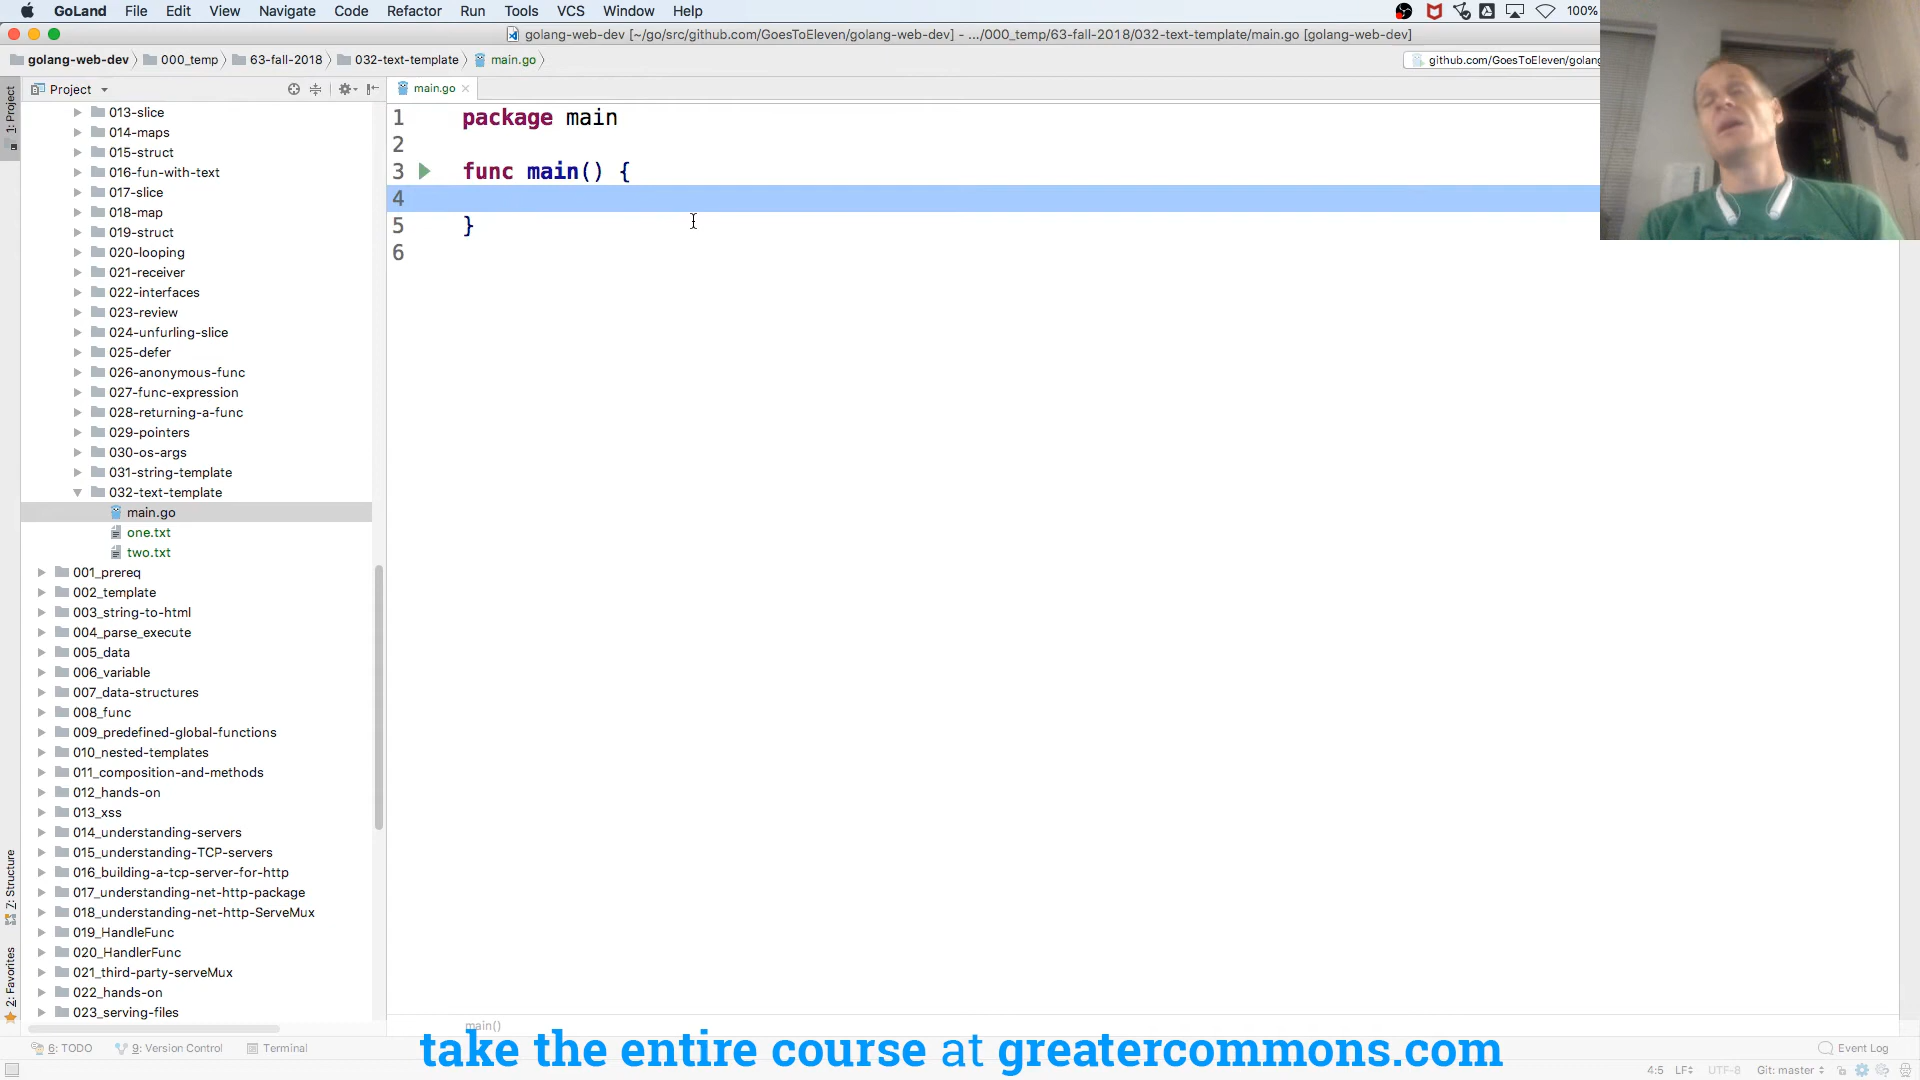 GoLand File Edit View Navigate Code Refactor Run Tools VCS Window Help 100%
golang-web-dev [~/go/src/github.com/GoesToEleven/golang-web-dev] - .../000_temp/63-fall-2018/032-text-template/main.go [golang-web-dev]
golang-web-dev 000_temp 63-fall-2018 032-text-template main.go github.com/GoesToEleven/golang
Project main.go
1: Project
013-slice
014-maps
015-struct
016-fun-with-text
017-slice
018-map
019-struct
020-looping
021-receiver
022-interfaces
023-review
024-unfurling-slice
025-defer
026-anonymous-func
027-func-expression
028-returning-a-func
029-pointers
030-os-args
031-string-template
032-text-template
main.go
one.txt
two.txt
001_prereq
002_template
003_string-to-html
004_parse_execute
005_data
006_variable
007_data-structures
008_func
009_predefined-global-functions
010_nested-templates
011_composition-and-methods
012_hands-on
013_xss
014_understanding-servers
015_understanding-TCP-servers
016_building-a-tcp-server-for-http
017_understanding-net-http-package
018_understanding-net-http-ServeMux
019_HandleFunc
020_HandlerFunc
021_third-party-serveMux
022_hands-on
023_serving-files
7: Structure
2: Favorites
1 package main
2
3 func main() {
4
5 }
6
main()
6: TODO 9: Version Control Terminal Event Log
take the entire course at greatercommons.com
4:5 LF UTF-8 Git: master